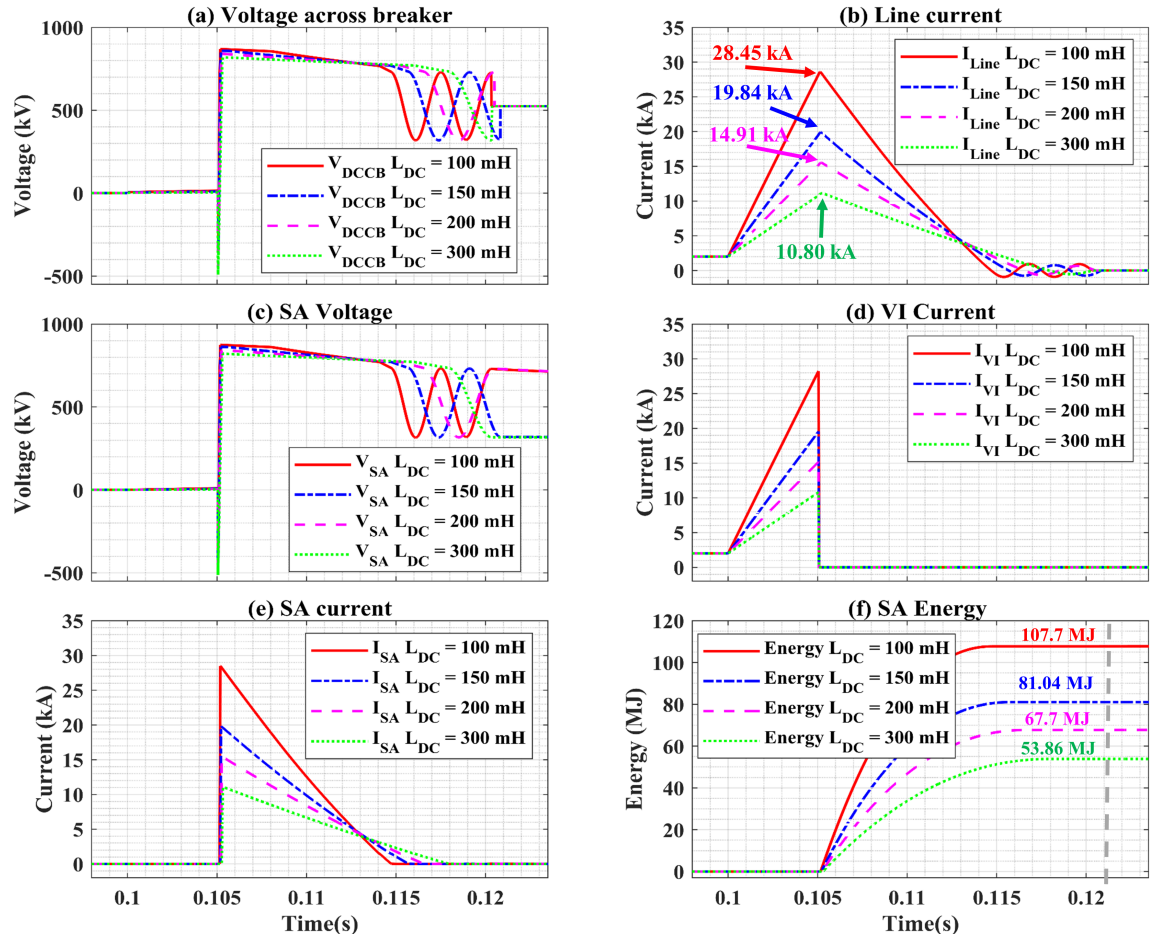 (a) Voltage across breaker
1000
500
0
-500
Voltage (kV)
V_DCCB L_DC = 100 mH
V_DCCB L_DC = 150 mH
V_DCCB L_DC = 200 mH
V_DCCB L_DC = 300 mH
(b) Line current
35
30
25
20
15
10
5
0
Current (kA)
28.45 kA
19.84 kA
14.91 kA
10.80 kA
I_Line L_DC = 100 mH
I_Line L_DC = 150 mH
I_Line L_DC = 200 mH
I_Line L_DC = 300 mH
(c) SA Voltage
1000
500
0
-500
Voltage (kV)
V_SA L_DC = 100 mH
V_SA L_DC = 150 mH
V_SA L_DC = 200 mH
V_SA L_DC = 300 mH
(d) VI Current
35
30
25
20
15
10
5
0
Current (kA)
I_VI L_DC = 100 mH
I_VI L_DC = 150 mH
I_VI L_DC = 200 mH
I_VI L_DC = 300 mH
(e) SA current
35
30
25
20
15
10
5
0
Current (kA)
I_SA L_DC = 100 mH
I_SA L_DC = 150 mH
I_SA L_DC = 200 mH
I_SA L_DC = 300 mH
0.1 0.105 0.11 0.115 0.12
Time(s)
(f) SA Energy
120
100
80
60
40
20
0
Energy (MJ)
Energy L_DC = 100 mH
Energy L_DC = 150 mH
Energy L_DC = 200 mH
Energy L_DC = 300 mH
107.7 MJ
81.04 MJ
67.7 MJ
53.86 MJ
0.1 0.105 0.11 0.115 0.12
Time(s)